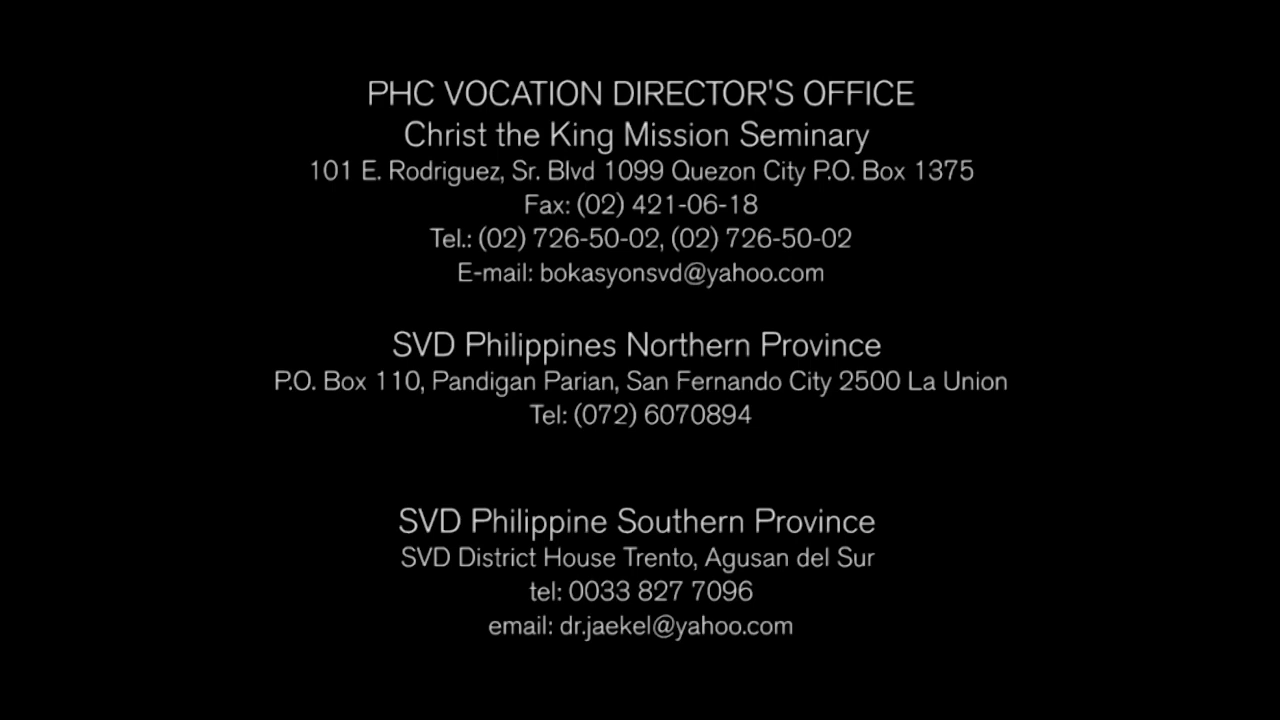 PHC VOCATION DIRECTOR'S OFFICE
Christ the King Mission Seminary
101 E. Rodriguez, Sr. Blvd 1099 Quezon City P.O. Box 1375
Fax: (02) 421-06-18
Tel.: (02) 726-50-02, (02) 726-50-02
E-mail: bokasyonsvd@yahoo.com
SVD Philippines Northern Province
P.O. Box 110, Pandigan Parian, San Fernando City 2500 La Union
Tel: (072) 6070894
SVD Philippine Southern Province
SVD District House Trento, Agusan del Sur
tel: 0033 827 7096
email: dr.jaekel@yahoo.com